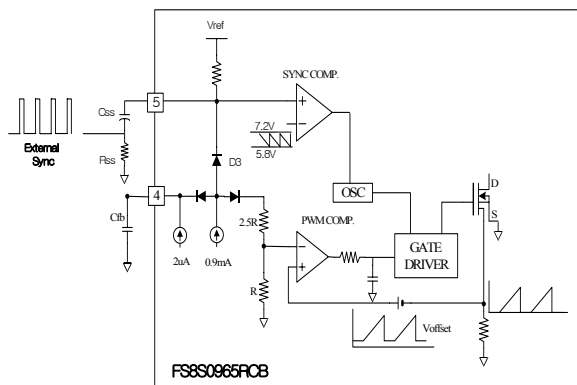 Vref
SYNC COMP.
5
Css
+
−
7.2V
5.8V
External
Sync
Rss
D3
4
Cfb
OSC
D
S
2.5R
PWM COMP.
−
+
GATE
DRIVER
2uA
0.9mA
R
Voffset
FS8S0965RCB